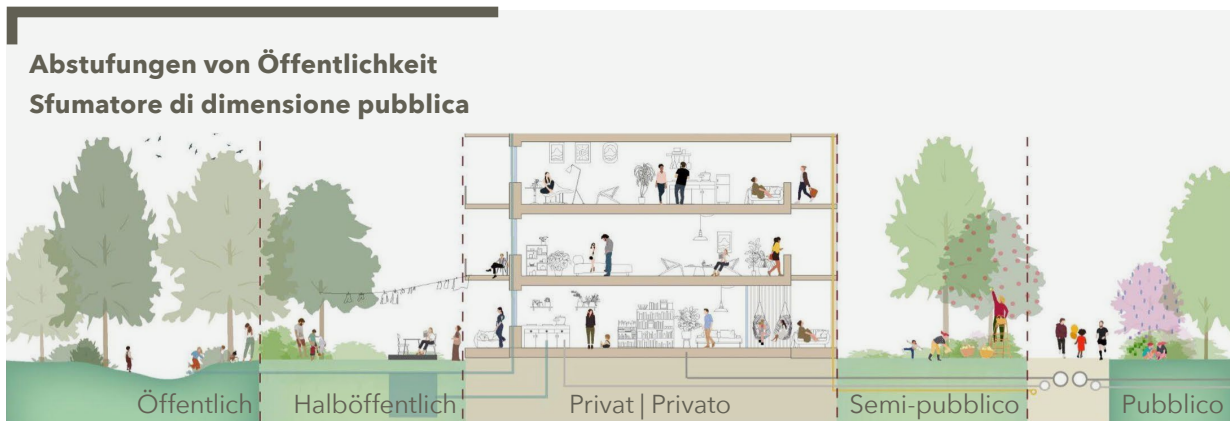 Abstufungen von Öffentlichkeit
Sfumatore di dimensione pubblica
Öffentlich
Halböffentlich
Privat | Privato
Semi-pubblico
Pubblico